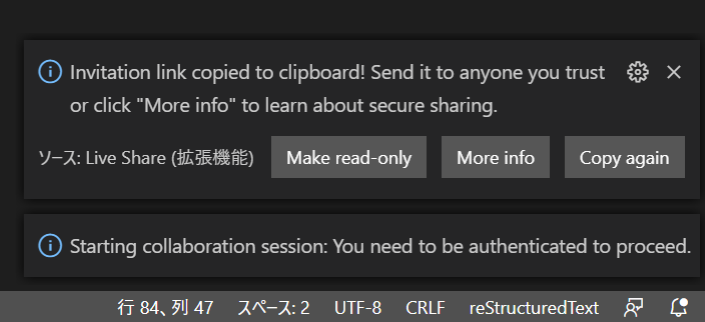 Invitation link copied to clipboard! Send it to anyone you trust
or click "More info" to learn about secure sharing.
ソース: Live Share (拡張機能) Make read-only More info Copy again
Starting collaboration session: You need to be authenticated to proceed.
行 84、列 47 スペース: 2 UTF-8 CRLF reStructuredText